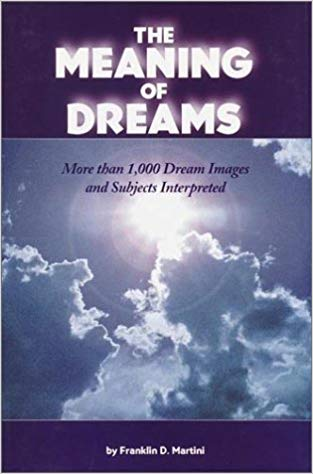 THE
MEANING
OF
DREAMS
More than 1,000 Dream Images
and Subjects Interpreted
by Franklin D. Martini